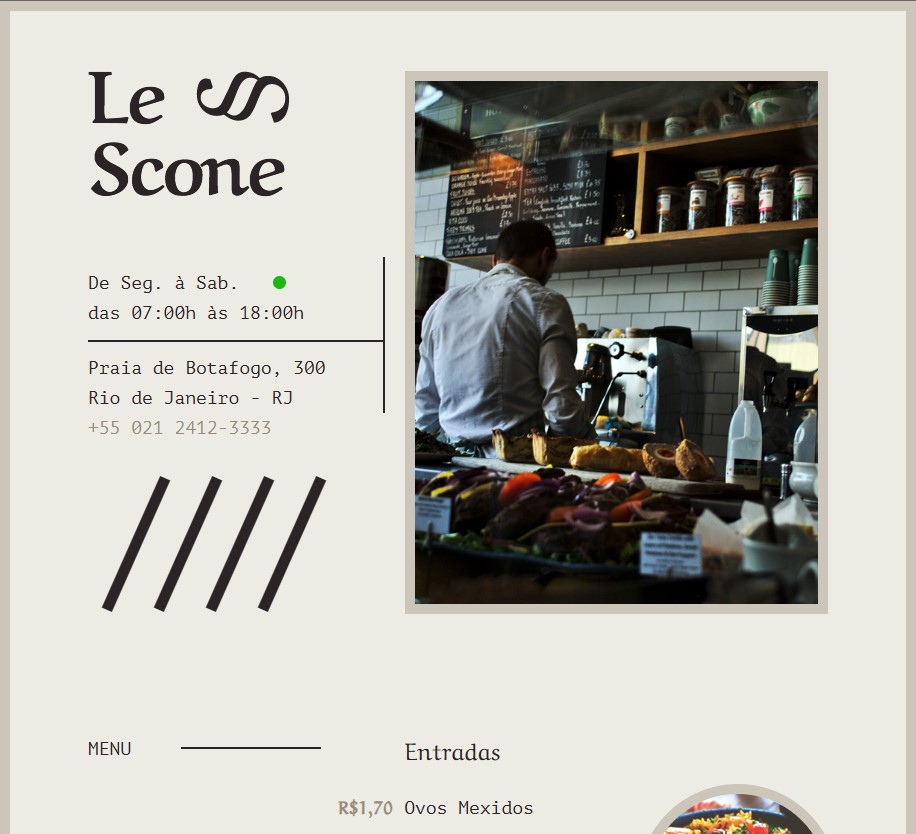 Le
Scone
De Seg. à Sab.
das 07:00h às 18:00h
Praia de Botafogo, 300
Rio de Janeiro - RJ
+55 021 2412-3333
MENU
Entradas
R$1,70 Ovos Mexidos